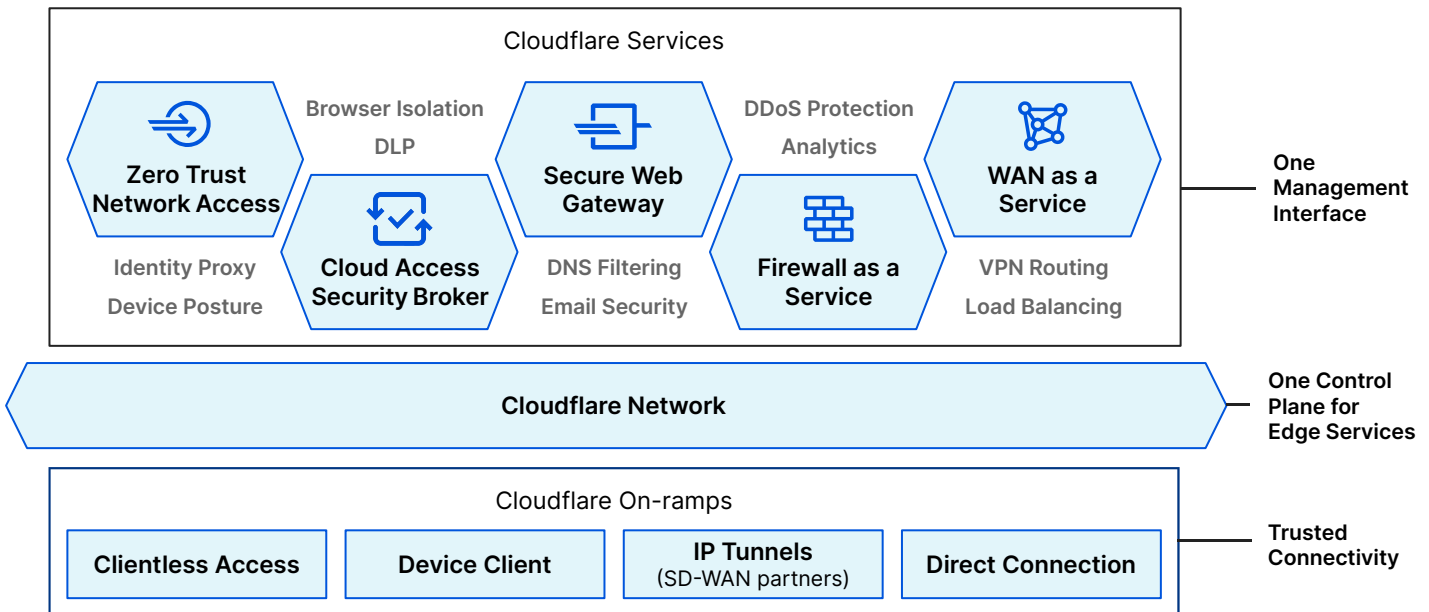 Cloudflare Services
Browser Isolation
DLP
DDoS Protection
Analytics
Zero Trust
Network Access
Secure Web
Gateway
WAN as a
Service
Identity Proxy
Device Posture
Cloud Access
Security Broker
DNS Filtering
Email Security
Firewall as a
Service
VPN Routing
Load Balancing
One
Management
Interface
Cloudflare Network
One Control
Plane for
Edge Services
Cloudflare On-ramps
Clientless Access
Device Client
IP Tunnels
(SD-WAN partners)
Direct Connection
Trusted
Connectivity